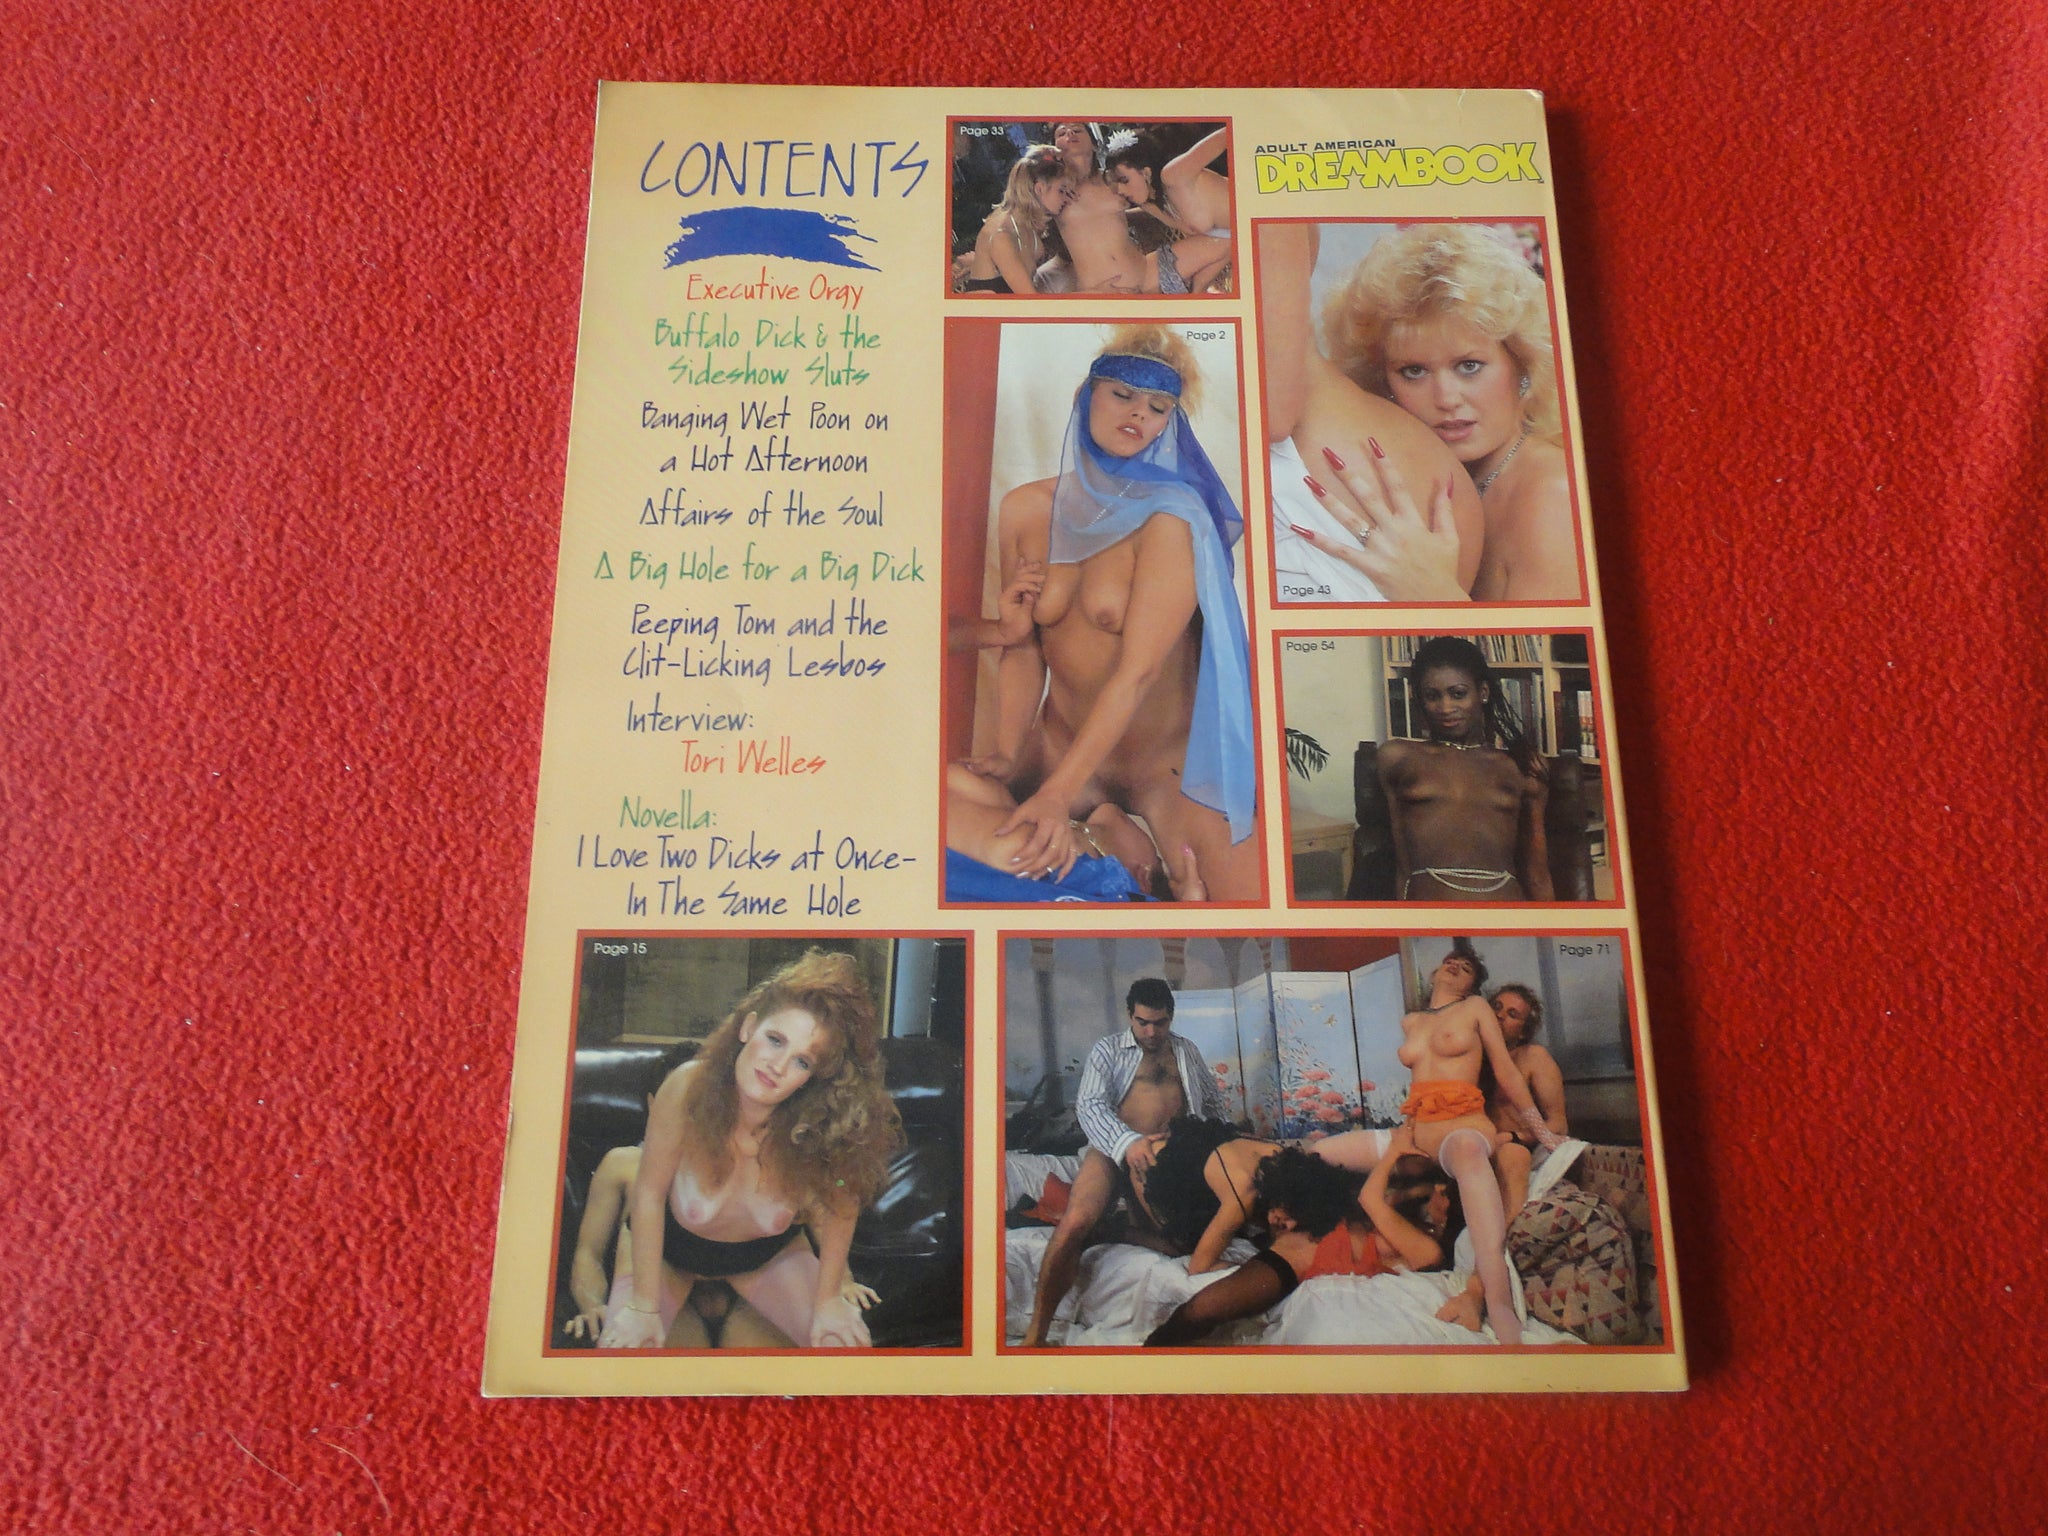 CONTENTS
Executive Orgy
Buffalo Dick & the
Sideshow Sluts
Banging Wet Poon on
a Hot Afternoon
Affairs of the Soul
A Big Hole for a Big Dick
Peeping Tom and the
Clit-Licking Lesbos
Interview:
Tori Welles
Novella:
I Love Two Dicks at Once-
In The Same Hole
Page 33
ADULT AMERICAN
DREAMBOOK
Page 2
Page 43
Page 54
Page 15
Page 71